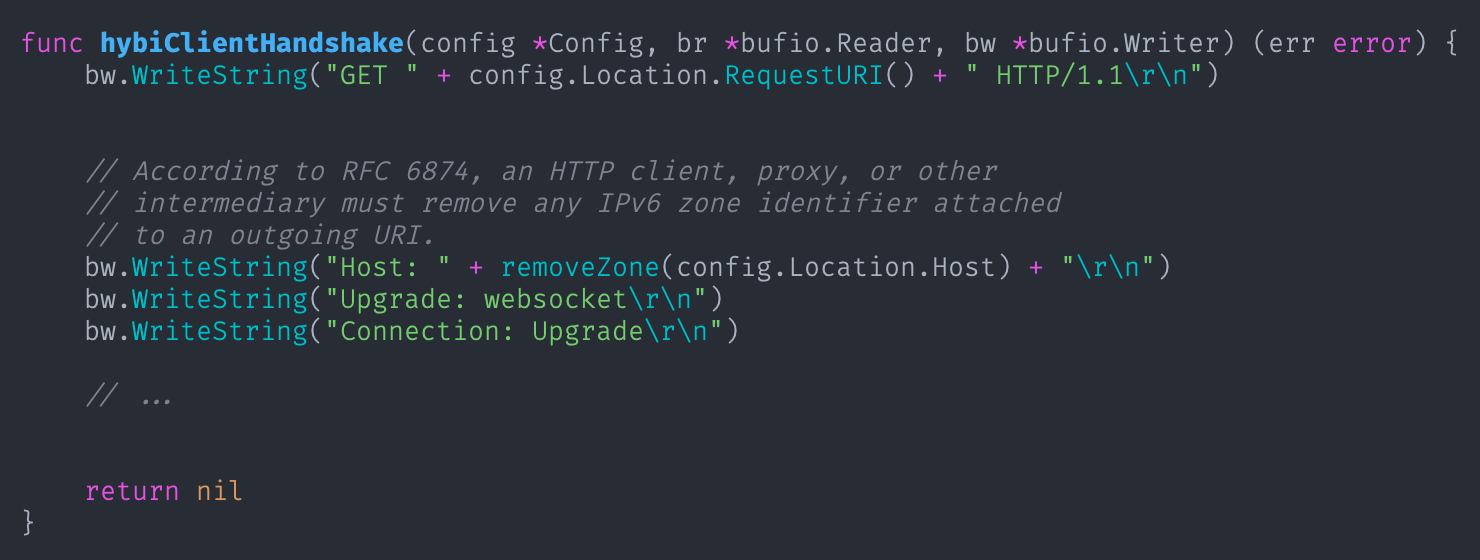 func hybiClientHandshake(config *Config, br *bufio.Reader, bw *bufio.Writer) (err error) {
    bw.WriteString("GET " + config.Location.RequestURI() + " HTTP/1.1\r\n")
    // According to RFC 6874, an HTTP client, proxy, or other
    // intermediary must remove any IPv6 zone identifier attached
    // to an outgoing URI.
    bw.WriteString("Host: " + removeZone(config.Location.Host) + "\r\n")
    bw.WriteString("Upgrade: websocket\r\n")
    bw.WriteString("Connection: Upgrade\r\n")
    // ...
    return nil
}